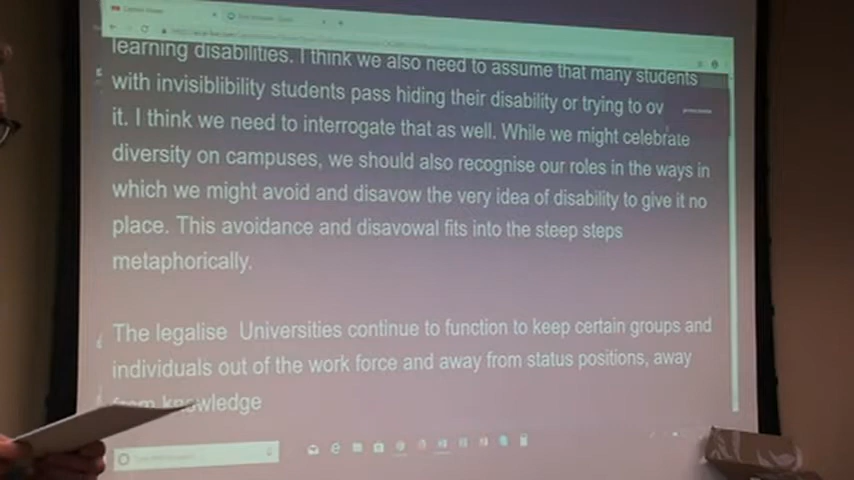 learning disabilities. I think we also need to assume that many students
with invisiblibility students pass hiding their disability or trying to ov
it. I think we need to interrogate that as well. While we might celebrate
diversity on campuses, we should also recognise our roles in the ways in
which we might avoid and disavow the very idea of disability to give it no
place. This avoidance and disavowal fits into the steep steps
metaphorically.
The legalise Universities continue to function to keep certain groups and
individuals out of the work force and away from status positions, away
from knowledge